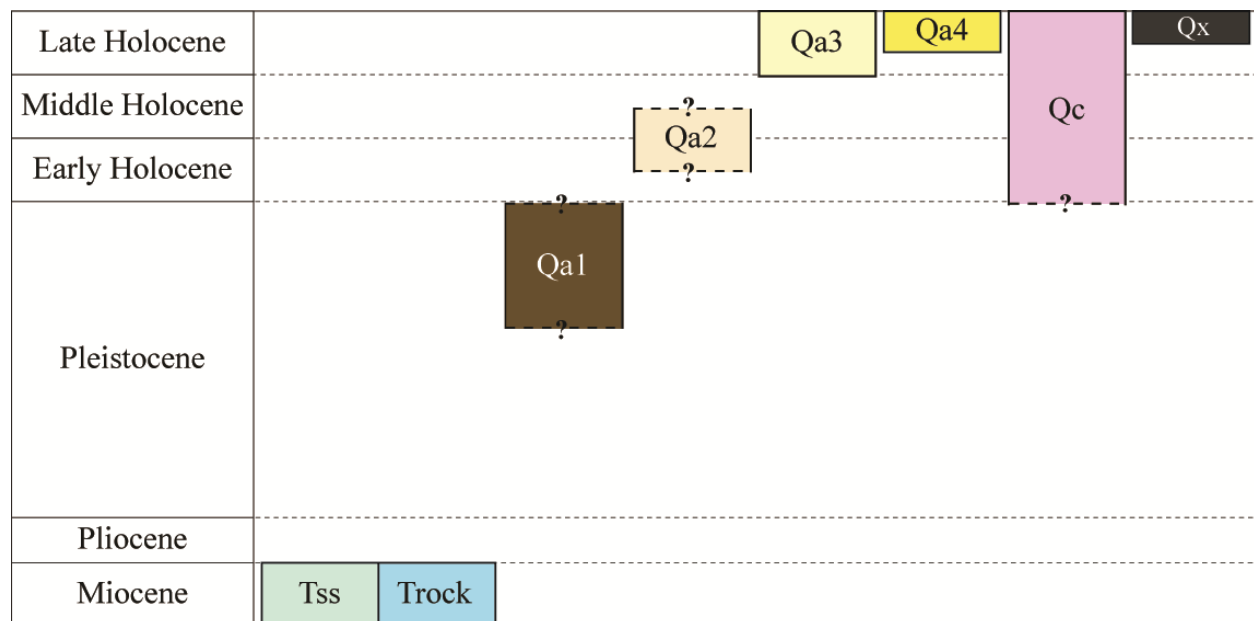 Late Holocene
Qa3
Qa4
Qx
Middle Holocene
?
Qa2
Qc
Early Holocene
?
?
?
Qa1
?
Pleistocene
Pliocene
Miocene
Tss
Trock